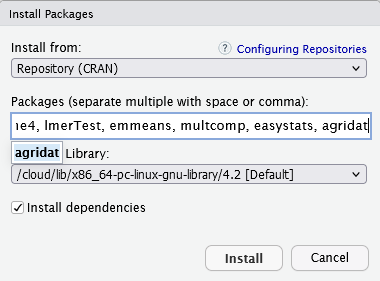 Install Packages
Install from:
? Configuring Repositories
Repository (CRAN)
Packages (separate multiple with space or comma):
lmerTest, emmeans, multcomp, easystats, agridat
agridat Library:
/cloud/lib/x86_64-pc-linux-gnu-library/4.2 [Default]
Install dependencies
Install Cancel